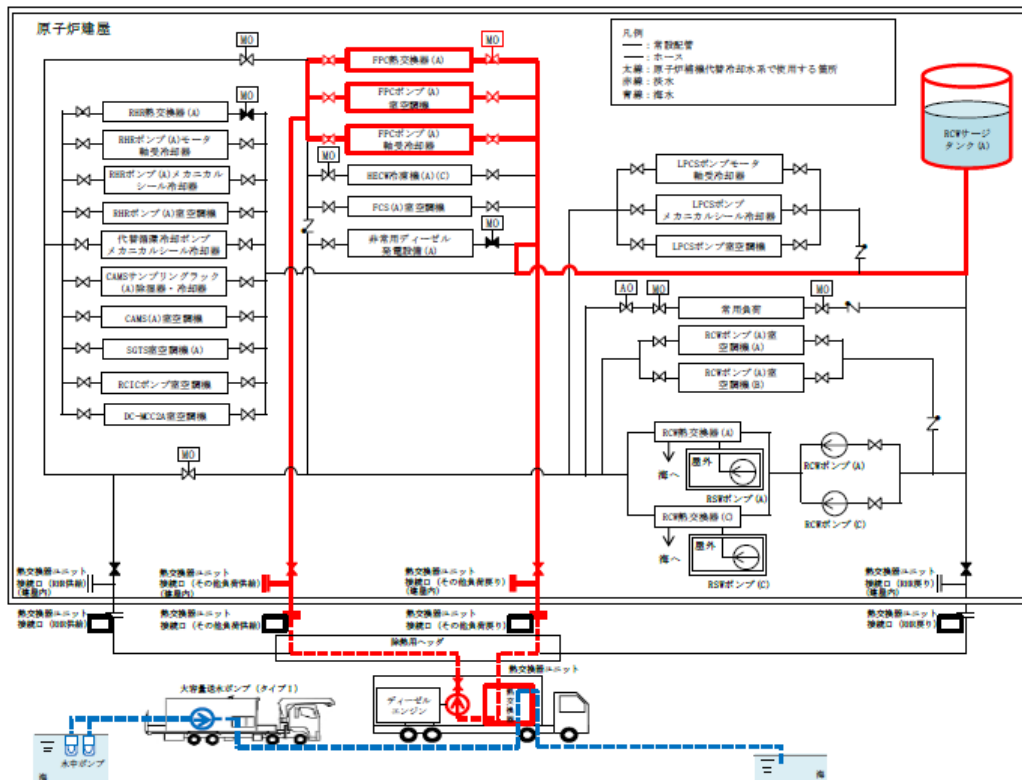 原子炉建屋
凡例
——：常設配管
——：ホース
太線：原子炉補機代替冷却水系で使用する箇所
赤線：淡水
青線：海水
RCWサージ
タンク(A)
MO
MO
MO
FPC熱交換器(A)
FPCポンプ(A)
室空調機
FPCポンプ(A)
軸受冷却器
MO
HECW冷凍機(A)(C)
FCS(A)室空調機
MO
非常用ディーゼル
発電設備(A)
RHR熱交換器(A)
RHRポンプ(A)モータ
軸受冷却器
RHRポンプ(A)メカニカル
シール冷却器
RHRポンプ(A)室空調機
代替循環冷却ポンプ
メカニカルシール冷却器
CAMSサンプリングラック
(A)除湿器・冷却器
CAMS(A)室空調機
SGTS室空調機(A)
RCICポンプ室空調機
DC-MCC2A室空調機
MO
LPCSポンプモータ
軸受冷却器
LPCSポンプ
メカニカルシール冷却器
LPCSポンプ室空調機
AO
MO
MO
常用負荷
RCWポンプ(A)室
空調機(A)
RCWポンプ(A)室
空調機(B)
RCW熱交換器(A)
海へ
屋外
RSWポンプ(A)
RCWポンプ(A)
RCW熱交換器(C)
海へ
屋外
RSWポンプ(C)
RCWポンプ(C)
熱交換器ユニット
接続口(RHR供給)
(建屋内)
熱交換器ユニット
接続口(その他負荷供給)
(建屋内)
熱交換器ユニット
接続口(その他負荷戻り)
(建屋内)
熱交換器ユニット
接続口(RHR戻り)
(建屋内)
熱交換器ユニット
接続口(RHR供給)
熱交換器ユニット
接続口(その他負荷供給)
熱交換器ユニット
接続口(その他負荷戻り)
熱交換器ユニット
接続口(RHR戻り)
除熱用ヘッダ
熱交換器ユニット
大容量送水ポンプ(タイプⅠ)
ディーゼル
エンジン
熱交換器
水中ポンプ
海
海